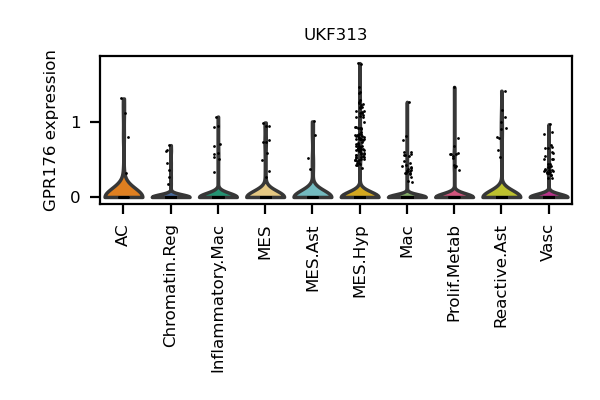 UKF313
GPR176 expression
1
0
AC
Chromatin.Reg
Inflammatory.Mac
MES
MES.Ast
MES.Hyp
Mac
Prolif.Metab
Reactive.Ast
Vasc